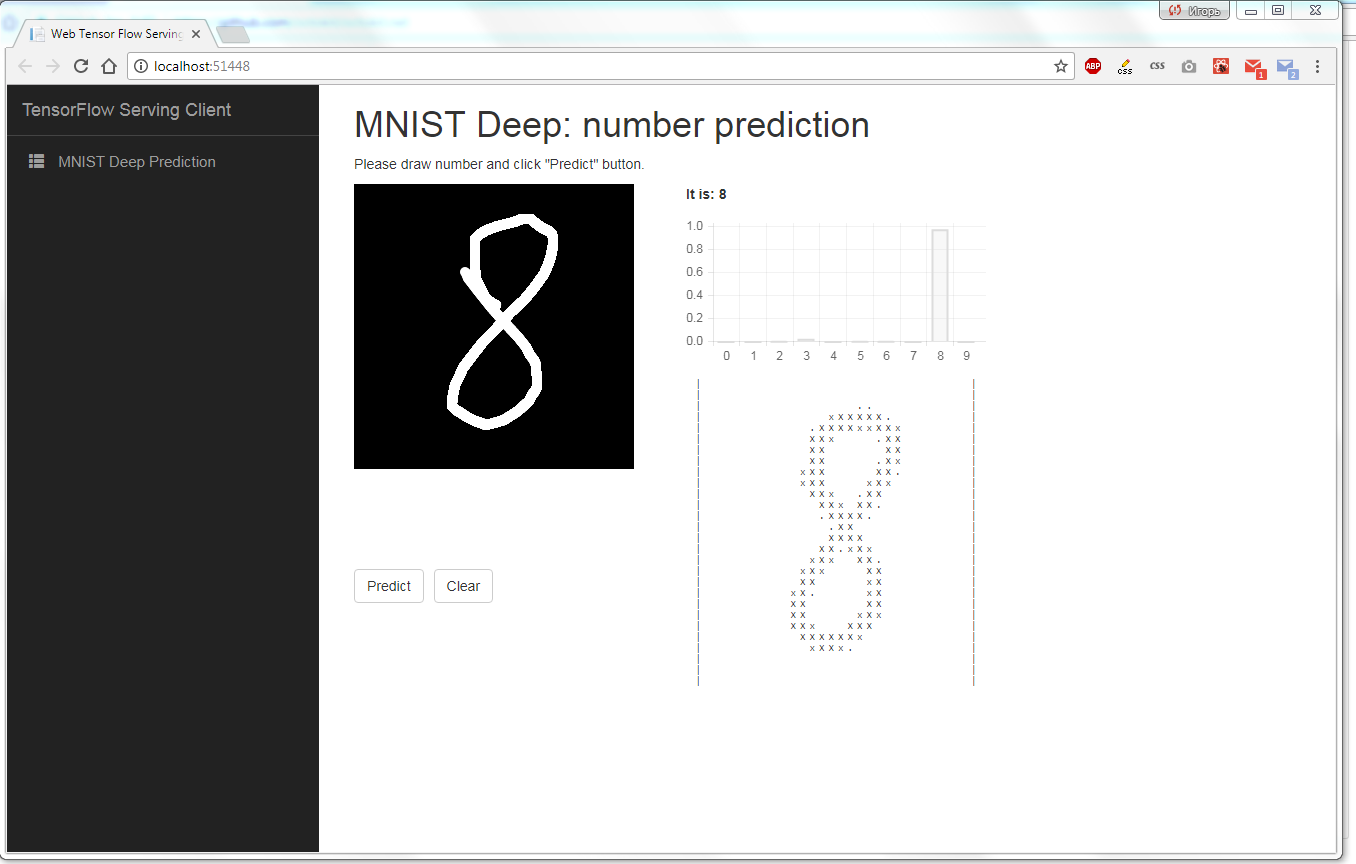 Игорь
Web Tensor Flow Serving
localhost:51448
ABP
css
css
1
2
TensorFlow Serving Client
MNIST Deep Prediction
MNIST Deep: number prediction
Please draw number and click "Predict" button.
8
It is: 8
1.0
0.8
0.6
0.4
0.2
0.0
0 1 2 3 4 5 6 7 8 9
Predict
Clear